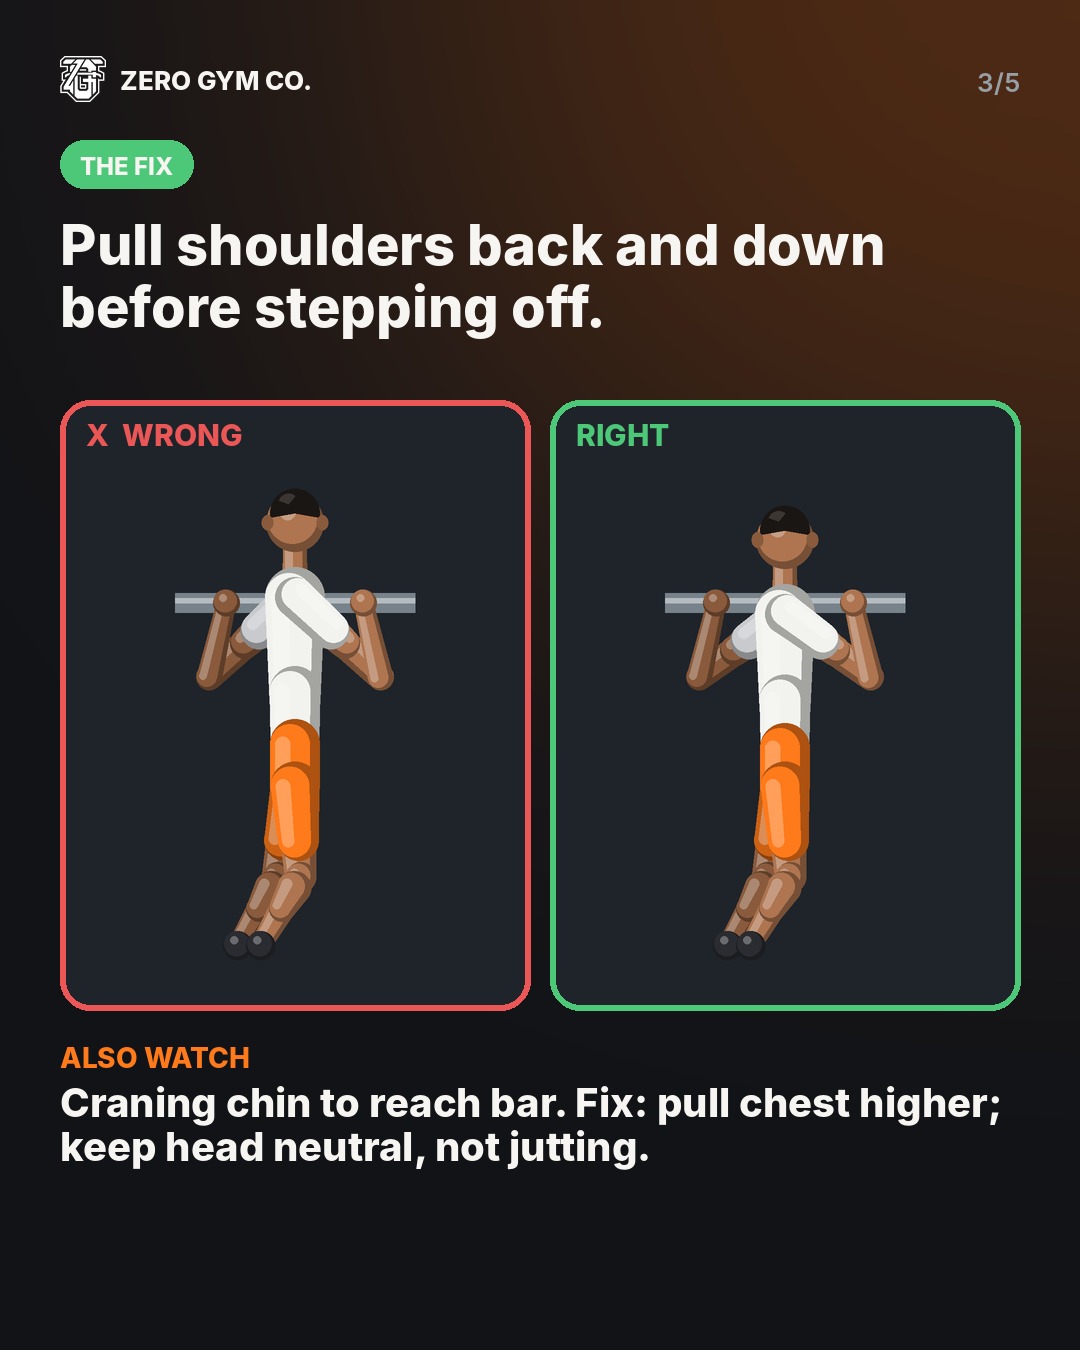 ZERO GYM CO.
3/5
THE FIX
Pull shoulders back and down
before stepping off.
X WRONG
RIGHT
ALSO WATCH
Craning chin to reach bar. Fix: pull chest higher;
keep head neutral, not jutting.